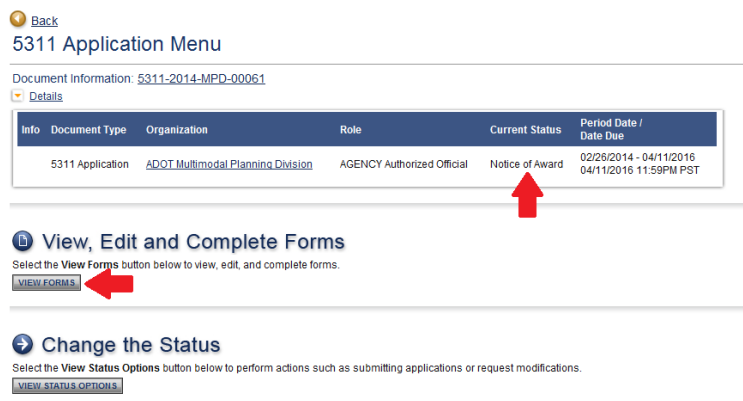 Back
5311 Application Menu
Document Information: 5311-2014-MPD-00061
Details
Info Document Type Organization Role Current Status Period Date / Date Due
5311 Application ADOT Multimodal Planning Division AGENCY Authorized Official Notice of Award 02/26/2014 - 04/11/2016
04/11/2016 11:59PM PST
View, Edit and Complete Forms
Select the View Forms button below to view, edit, and complete forms.
VIEW FORMS
Change the Status
Select the View Status Options button below to perform actions such as submitting applications or request modifications.
VIEW STATUS OPTIONS